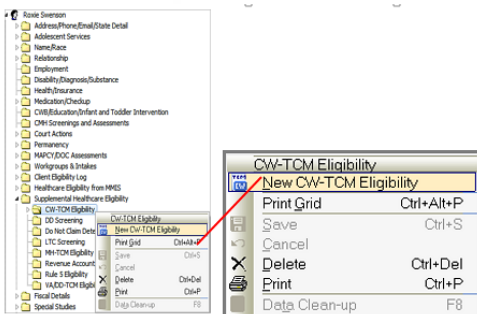 Roxie Swenson
Address/Phone/Email/State Detail
Adolescent Services
Name/Race
Relationship
Employment
Disability/Diagnosis/Substance
Health/Insurance
Medication/Checkup
CWB/Education/Infant and Toddler Intervention
CMH Screenings and Assessments
Court Actions
Permanency
MAPCY/DOC Assessments
Workgroups & Intakes
Client Eligibility Log
Healthcare Eligibility from MMIS
Supplemental Healthcare Eligibility
CW-TCM Eligibility
DD Screening
Do Not Claim Dete
LTC Screening
MH-TCM Eligibility
Revenue Account
Rule 5 Eligibility
VA/DD-TCM Eligibi
Fiscal Details
Special Studies
CW-TCM Eligibility
New CW-TCM Eligibility
Print Grid Ctrl+Alt+P
Save Ctrl+S
Cancel
Delete Ctrl+Del
Print Ctrl+P
Data Clean-up F8
CW-TCM Eligibility
New CW-TCM Eligibility
Print Grid Ctrl+Alt+P
Save Ctrl+S
Cancel
Delete Ctrl+Del
Print Ctrl+P
Data Clean-up F8